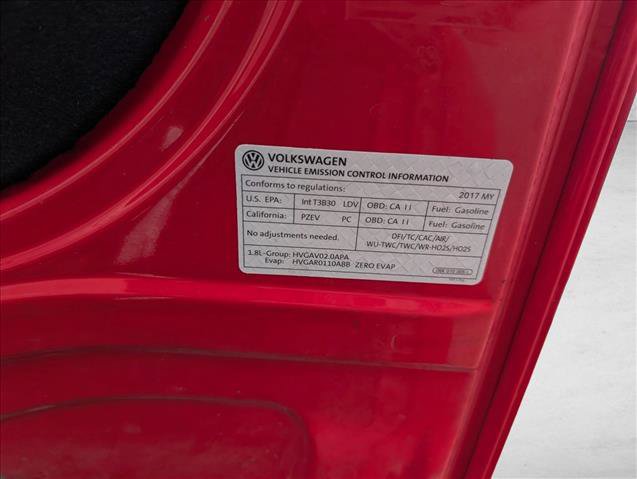 VOLKSWAGEN
VEHICLE EMISSION CONTROL INFORMATION
Conforms to regulations: 2017 MY
U.S. EPA: Int T3B30 LDV OBD: CA II Fuel: Gasoline
California: PZEV PC OBD: CA II Fuel: Gasoline
No adjustments needed. DFI/TC/CAC/AIR/
WU-TWC/TWC/WR-HO2S/HO2S
1.8L-Group: HVGAV02.0APA
Evap: HVGAR0110ABB ZERO EVAP